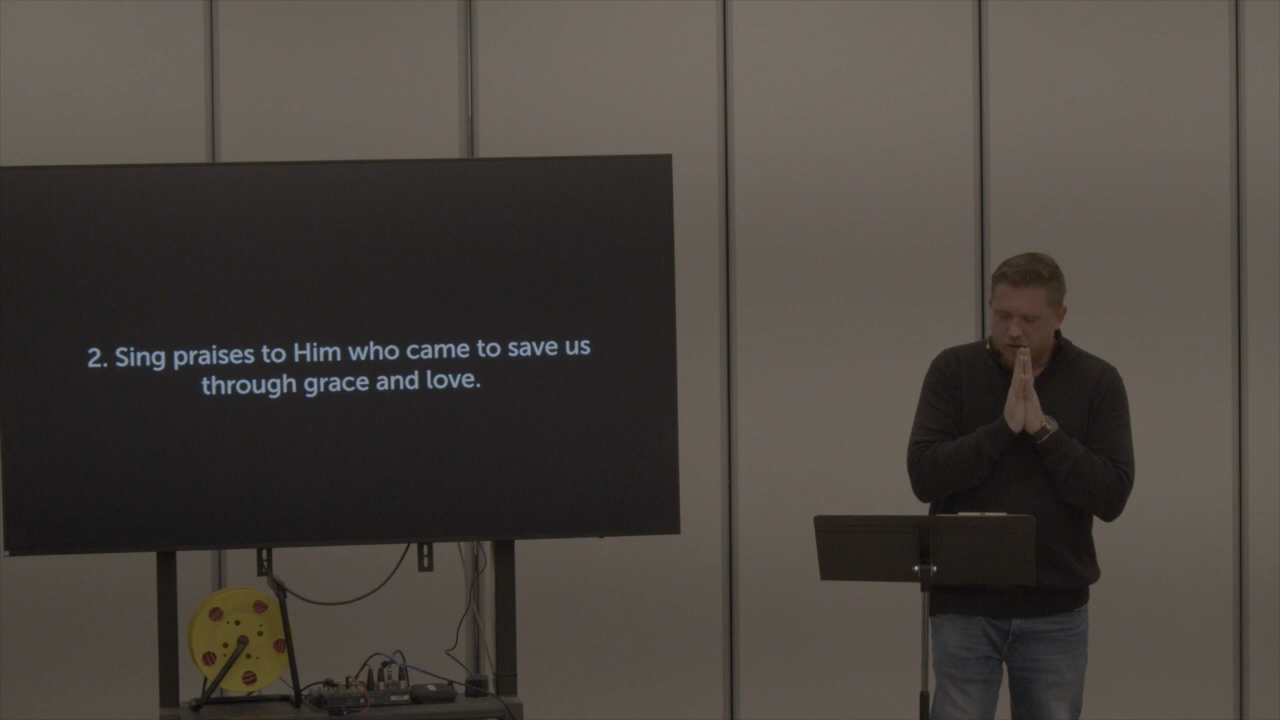 2. Sing praises to Him who came to save us
through grace and love.